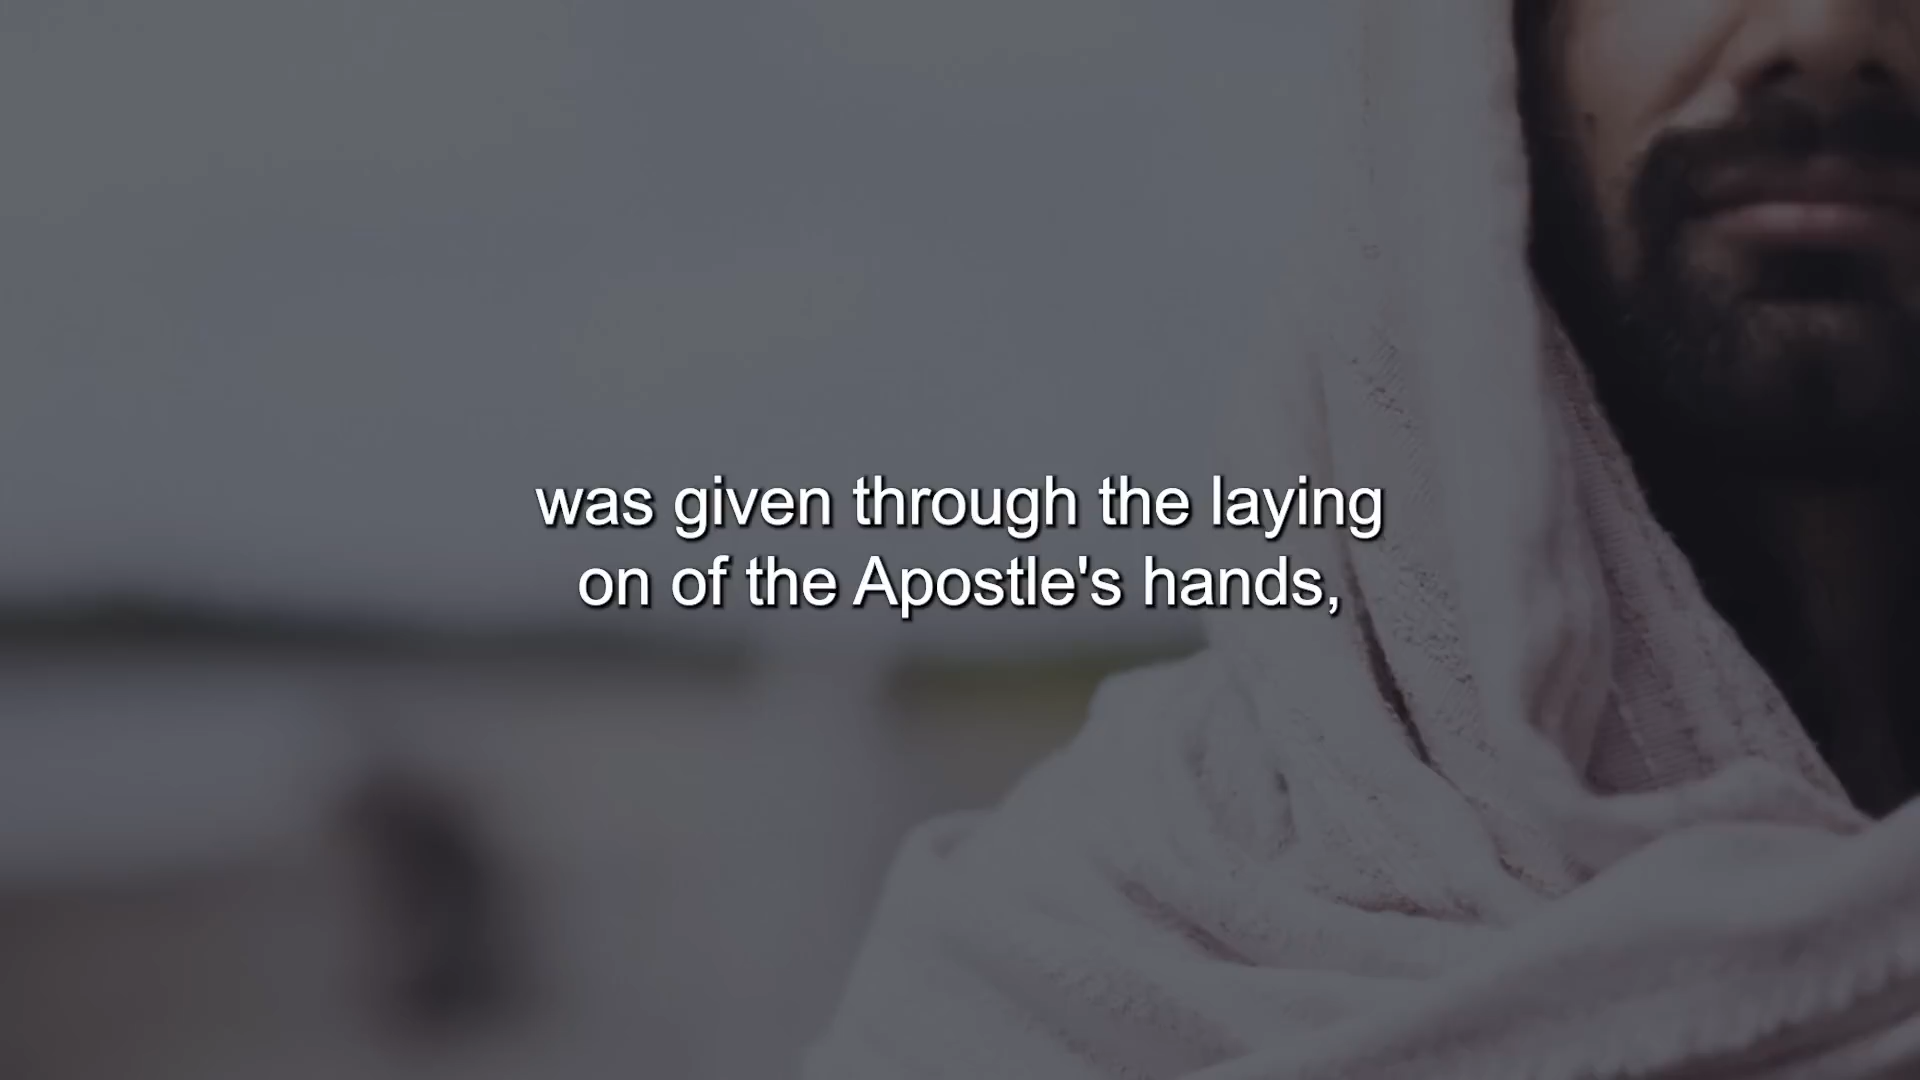 was given through the laying
on of the Apostle's hands,